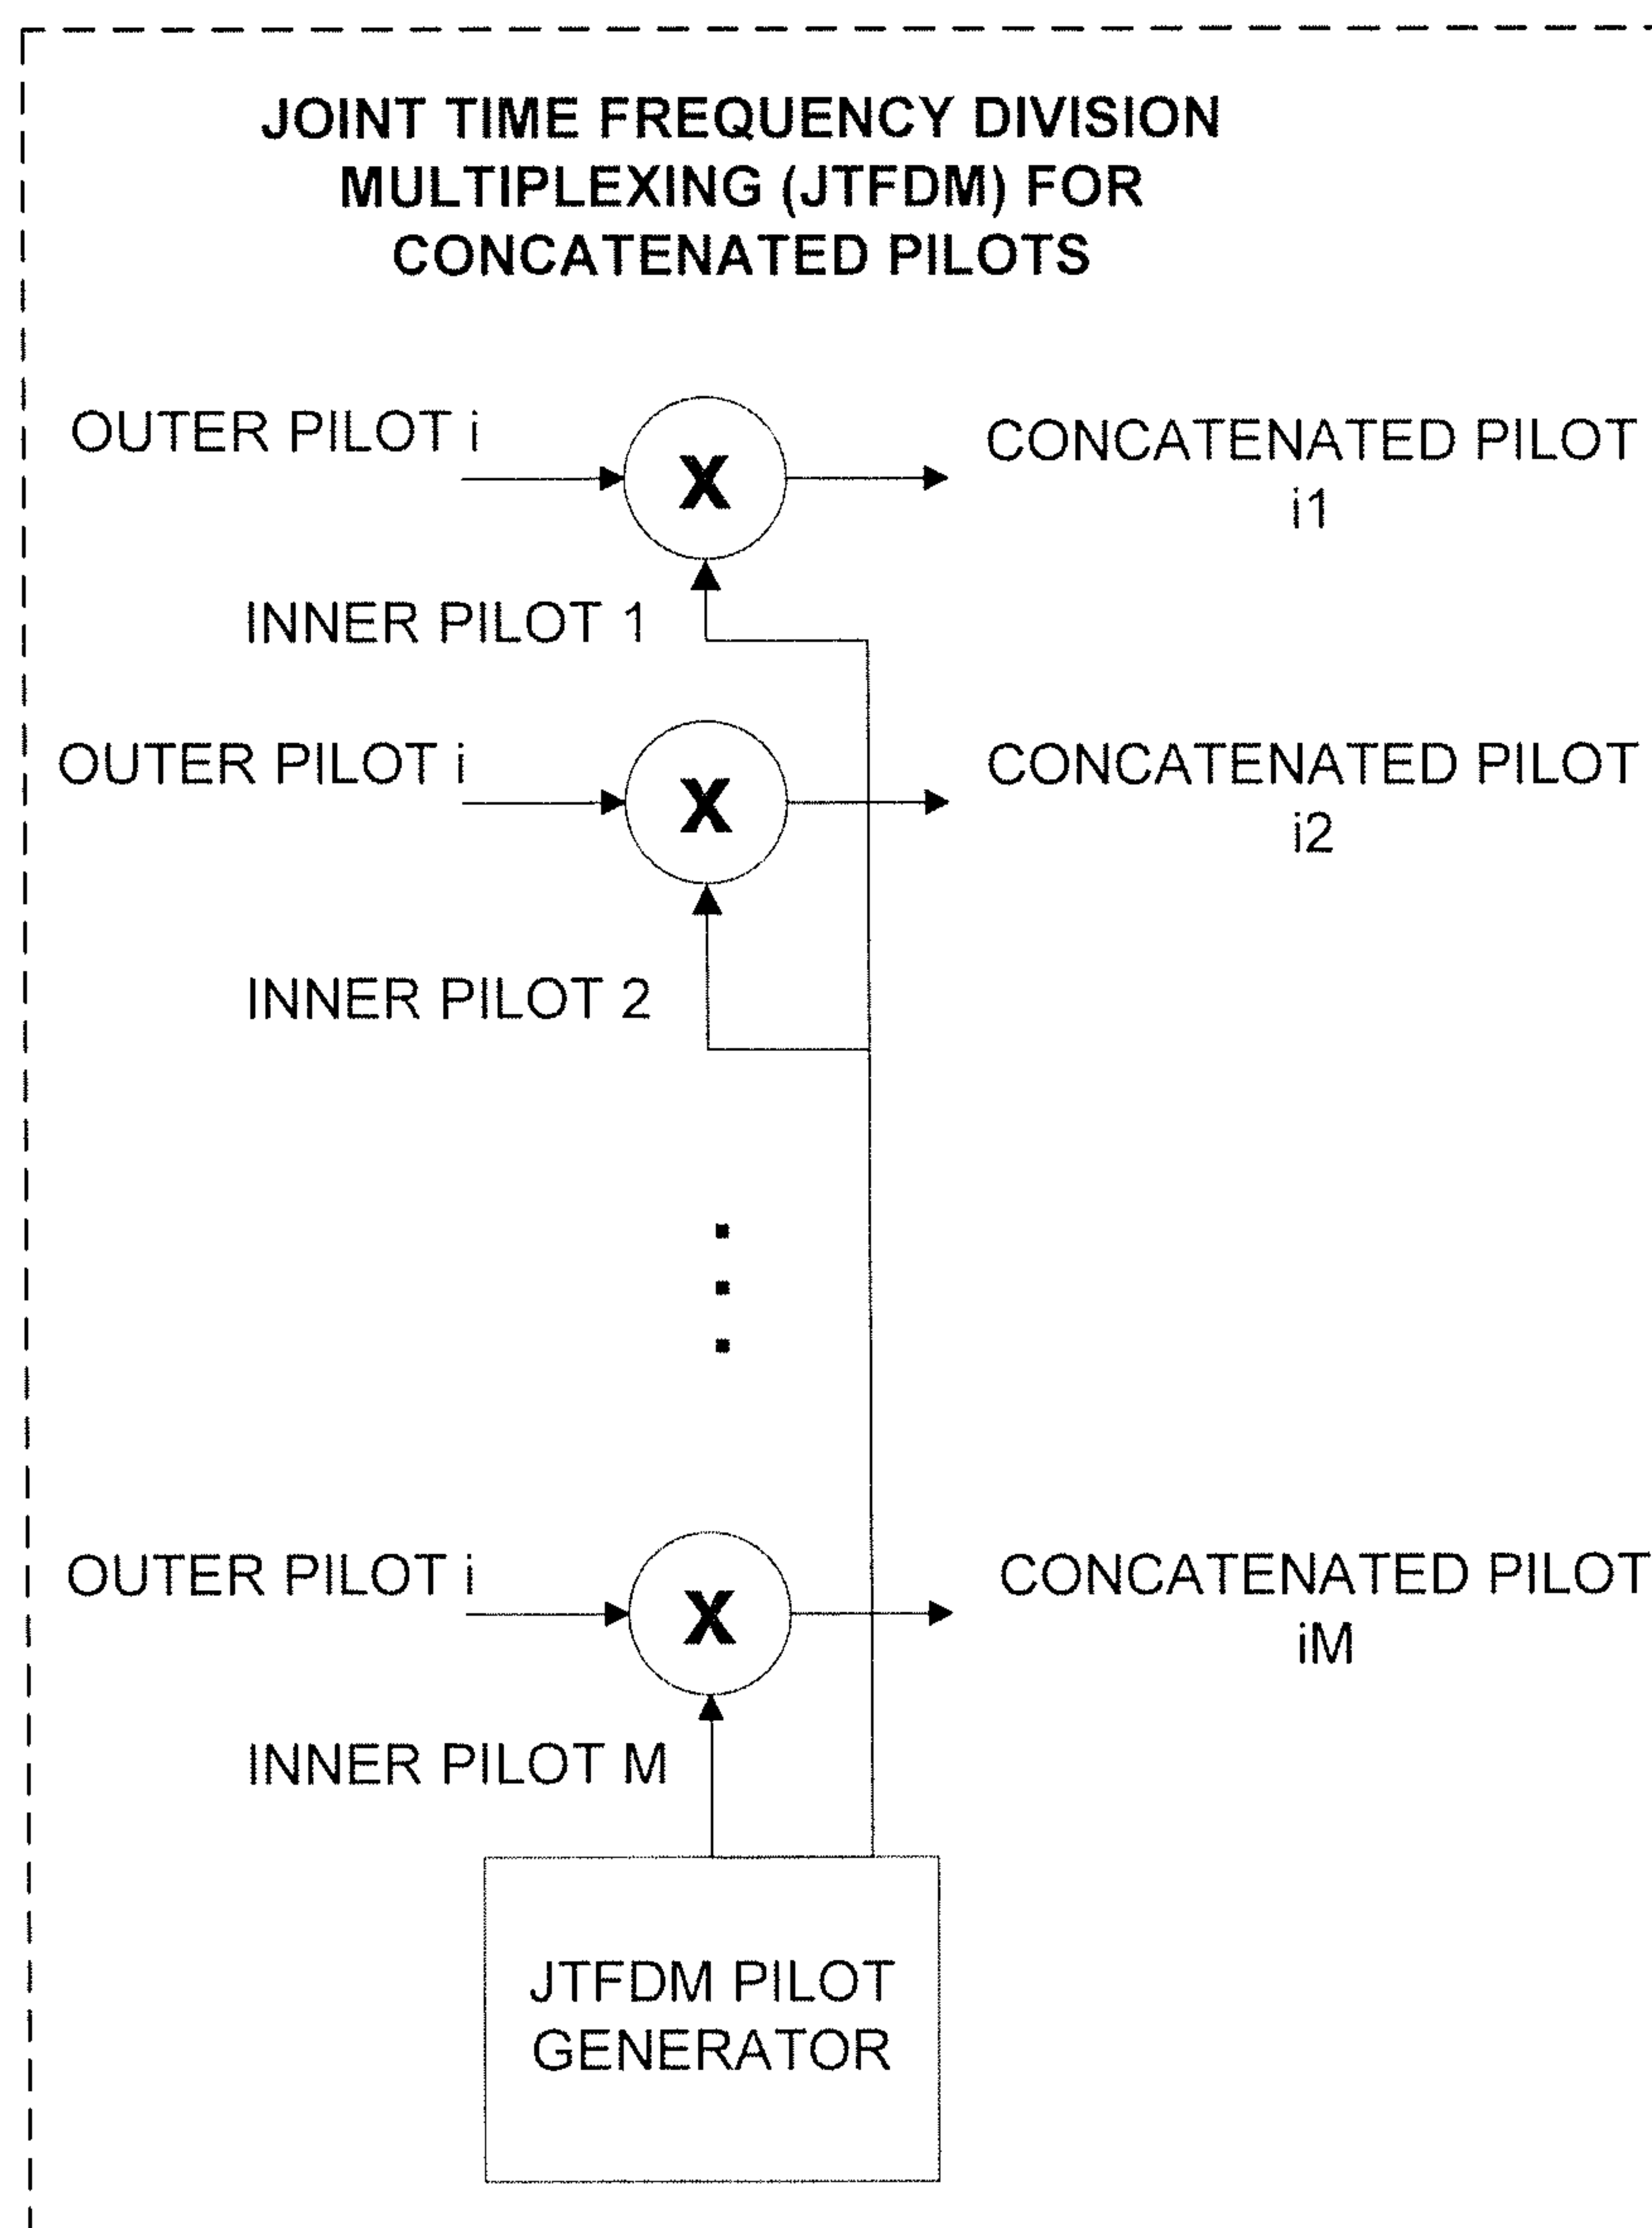 JOINT TIME FREQUENCY DIVISION
MULTIPLEXING (JTFDM) FOR
CONCATENATED PILOTS
OUTER PILOT i
X
CONCATENATED PILOT
i1
INNER PILOT 1
OUTER PILOT i
X
CONCATENATED PILOT
i2
INNER PILOT 2
OUTER PILOT i
X
CONCATENATED PILOT
iM
INNER PILOT M
JTFDM PILOT
GENERATOR